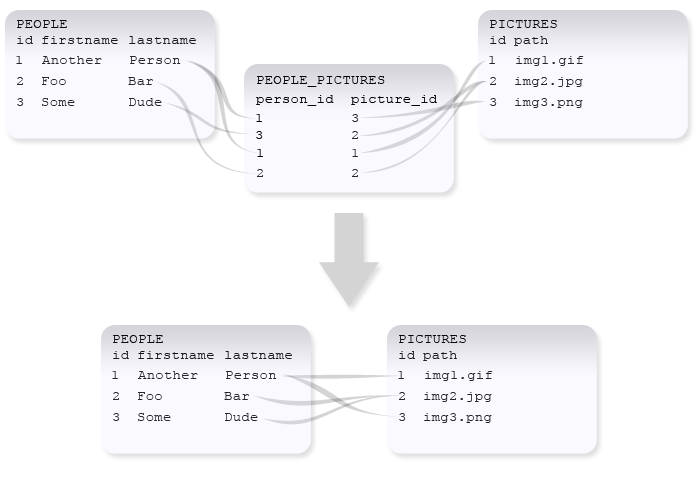 PEOPLE
id firstname lastname
1 Another Person
2 Foo Bar
3 Some Dude
PEOPLE_PICTURES
person_id picture_id
1 3
3 2
1 1
2 2
PICTURES
id path
1 img1.gif
2 img2.jpg
3 img3.png
PEOPLE
id firstname lastname
1 Another Person
2 Foo Bar
3 Some Dude
PICTURES
id path
1 img1.gif
2 img2.jpg
3 img3.png